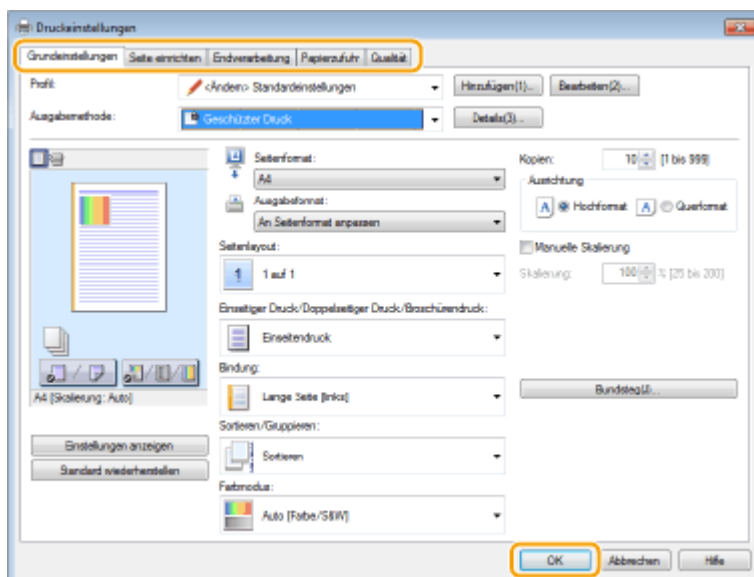 Druckeinstellungen
Grundeinstellungen Seite einrichten Endverarbeitung Papierzufuhr Qualität
Profil: <Ändern> Standardeinstellungen Hinzufügen(1)... Bearbeiten(2)...
Ausgabemethode: Geschützter Druck Details(3)...
Seitenformat:
A4
Ausgabeformat:
An Seitenformat anpassen
Seitenlayout:
1 1 auf 1
Einseitiger Druck/Doppelseitiger Druck/Broschürendruck:
Einseitendruck
Bindung:
Lange Seite [links]
Sortieren/Gruppieren:
Sortieren
Farbmodus:
Auto [Farbe/S&W]
Kopien: 10 [1 bis 999]
Ausrichtung
A Hochformat A Querformat
Manuelle Skalierung
Skalierung: 100 % [25 bis 200]
Bundsteg(J)...
A4 [Skalierung: Auto]
Einstellungen anzeigen
Standard wiederherstellen
OK Abbrechen Hilfe